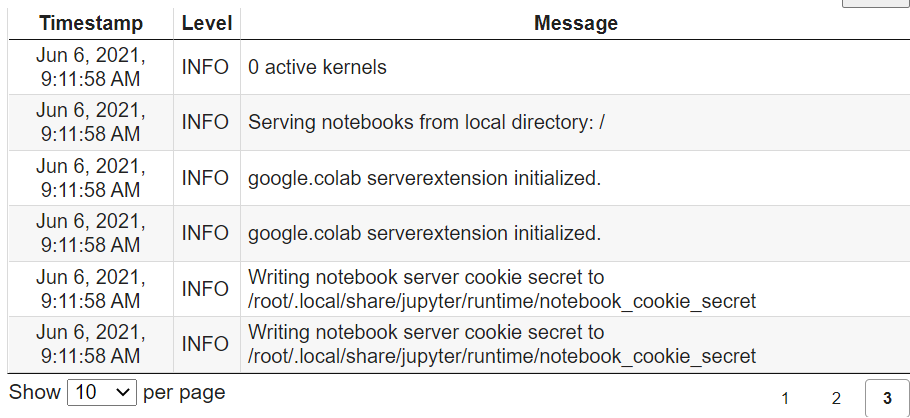 Timestamp Level Message
Jun 6, 2021,
9:11:58 AM INFO 0 active kernels
Jun 6, 2021,
9:11:58 AM INFO Serving notebooks from local directory: /
Jun 6, 2021,
9:11:58 AM INFO google.colab serverextension initialized.
Jun 6, 2021,
9:11:58 AM INFO google.colab serverextension initialized.
Jun 6, 2021, Writing notebook server cookie secret to
9:11:58 AM INFO /root/.local/share/jupyter/runtime/notebook_cookie_secret
Jun 6, 2021, Writing notebook server cookie secret to
9:11:58 AM INFO /root/.local/share/jupyter/runtime/notebook_cookie_secret
Show 10 per page 1 2 3